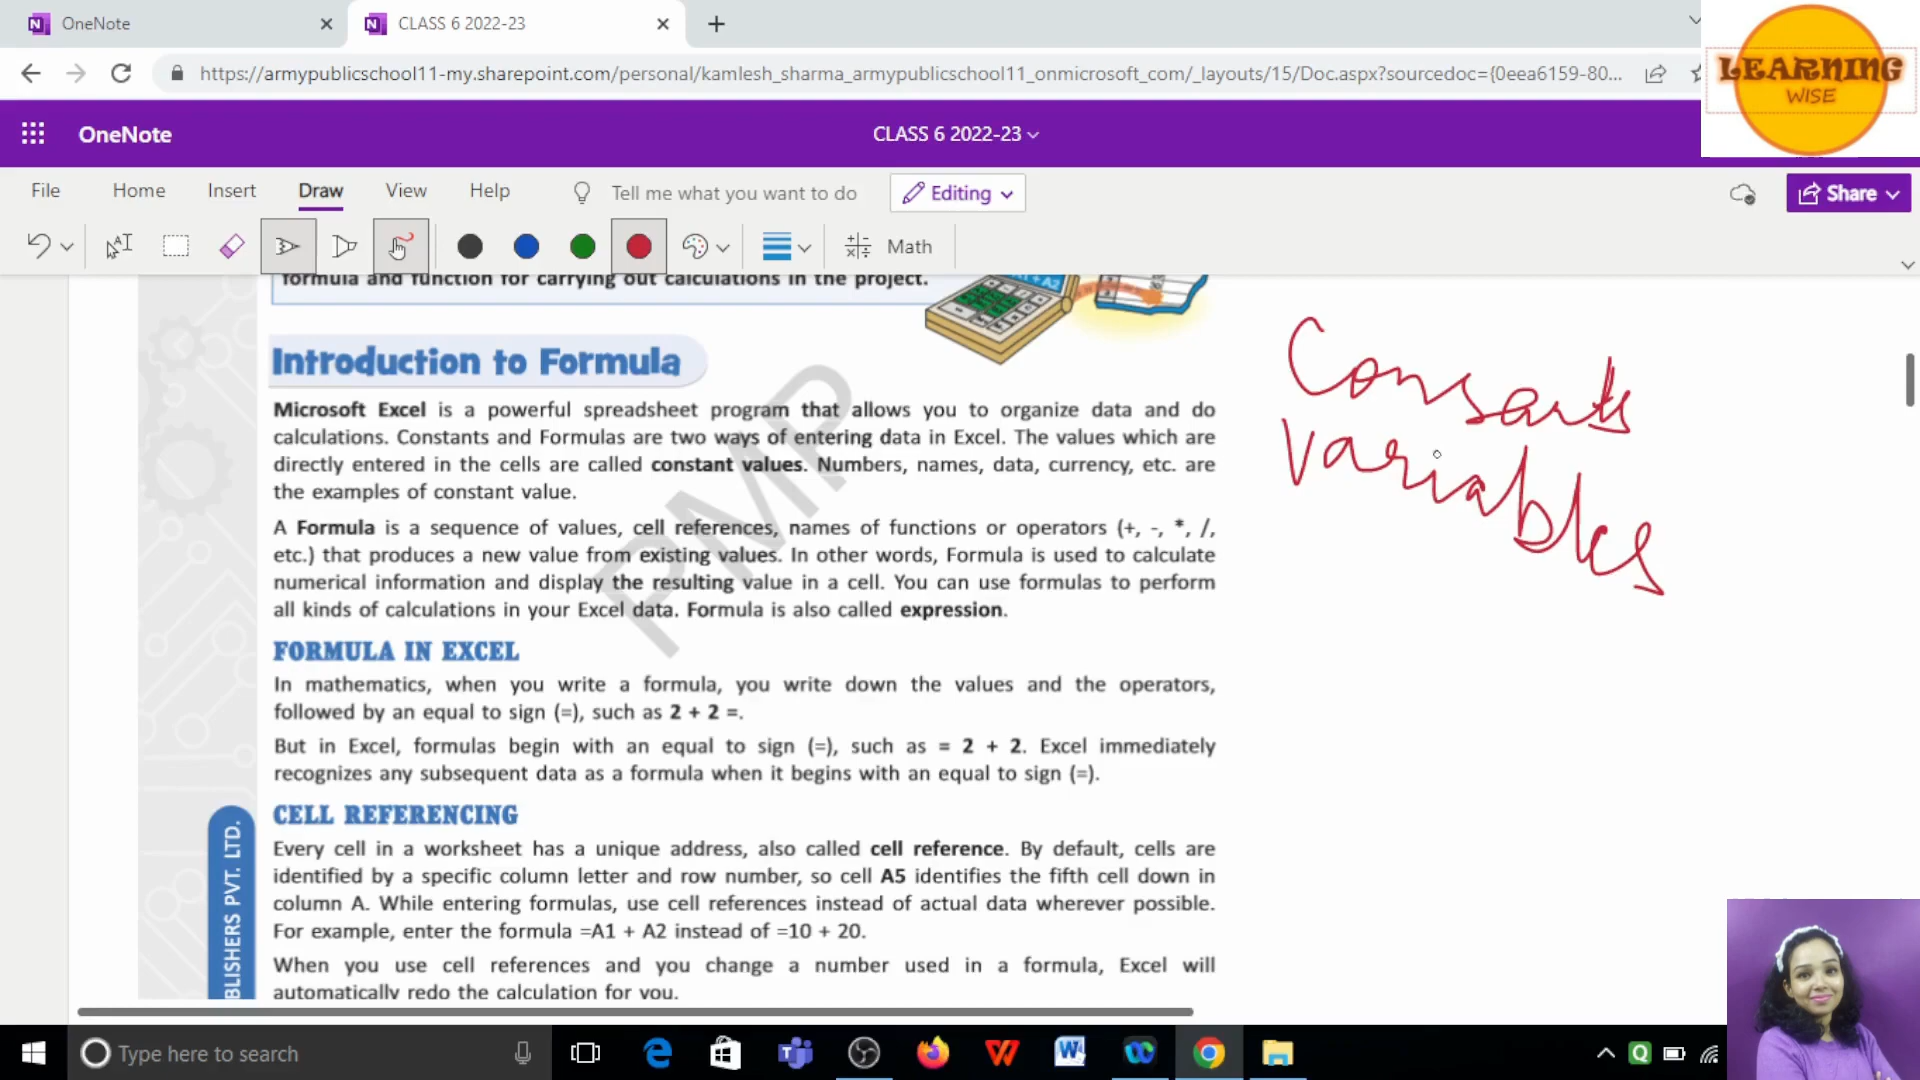 OneNote
CLASS 6 2022-23
https://armypublicschool11-my.sharepoint.com/personal/kamlesh_sharma_armypublicschool11_onmicrosoft_com/_layouts/15/Doc.aspx?sourcedoc={0eea6159-80...
LEARNING
WISE
OneNote
CLASS 6 2022-23
File Home Insert Draw View Help Tell me what you want to do Editing Share
Math
formula and function for carrying out calculations in the project.
Introduction to Formula
Microsoft Excel is a powerful spreadsheet program that allows you to organize data and do
calculations. Constants and Formulas are two ways of entering data in Excel. The values which are
directly entered in the cells are called constant values. Numbers, names, data, currency, etc. are
the examples of constant value.
A Formula is a sequence of values, cell references, names of functions or operators (+, -, *, /,
etc.) that produces a new value from existing values. In other words, Formula is used to calculate
numerical information and display the resulting value in a cell. You can use formulas to perform
all kinds of calculations in your Excel data. Formula is also called expression.
FORMULA IN EXCEL
In mathematics, when you write a formula, you write down the values and the operators,
followed by an equal to sign (=), such as 2 + 2 =.
But in Excel, formulas begin with an equal to sign (=), such as = 2 + 2. Excel immediately
recognizes any subsequent data as a formula when it begins with an equal to sign (=).
CELL REFERENCING
Every cell in a worksheet has a unique address, also called cell reference. By default, cells are
identified by a specific column letter and row number, so cell A5 identifies the fifth cell down in
column A. While entering formulas, use cell references instead of actual data wherever possible.
For example, enter the formula =A1 + A2 instead of =10 + 20.
When you use cell references and you change a number used in a formula, Excel will
automatically redo the calculation for you.
PMP
BLISHERS PVT. LTD.
Variables
Type here to search